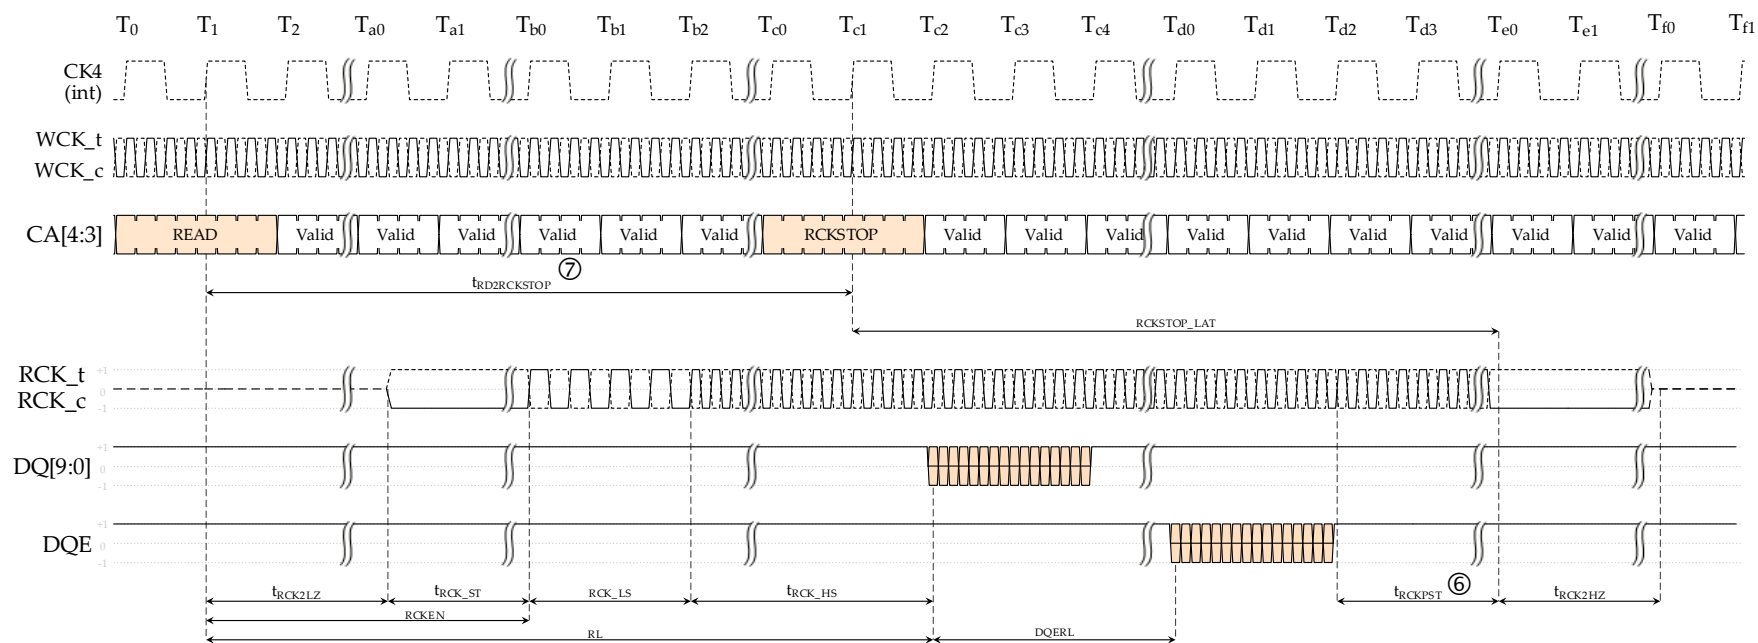 T0 T1 T2 Ta0 Ta1 Tb0 Tb1 Tb2 Tc0 Tc1 Tc2 Tc3 Tc4 Td0 Td1 Td2 Td3 Te0 Te1 Tf0 Tf1
CK4
(int)
WCK_t
WCK_c
CA[4:3] READ Valid Valid Valid Valid Valid Valid RCKSTOP Valid Valid Valid Valid Valid Valid Valid Valid Valid Valid
⑦
tRD2RCKSTOP
RCKSTOP_LAT
RCK_t +1
0
RCK_c -1
+1
DQ[9:0] 0
-1
+1
DQE 0
-1
tRCK2LZ tRCK_ST RCK_LS tRCK_HS tRCKPST ⑥ tRCK2HZ
RCKEN
RL DQERL